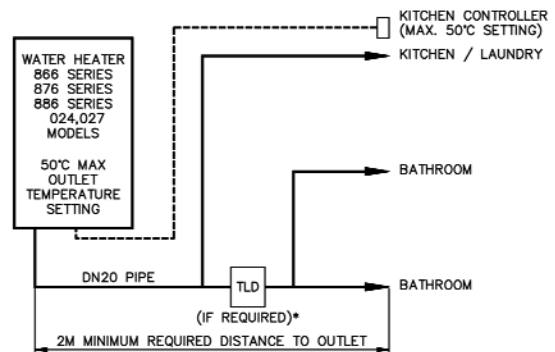 WATER HEATER
866 SERIES
876 SERIES
886 SERIES
024,027
MODELS
50°C MAX
OUTLET
TEMPERATURE
SETTING
KITCHEN CONTROLLER
(MAX. 50°C SETTING)
KITCHEN / LAUNDRY
BATHROOM
DN20 PIPE
TLD
BATHROOM
(IF REQUIRED)*
2M MINIMUM REQUIRED DISTANCE TO OUTLET